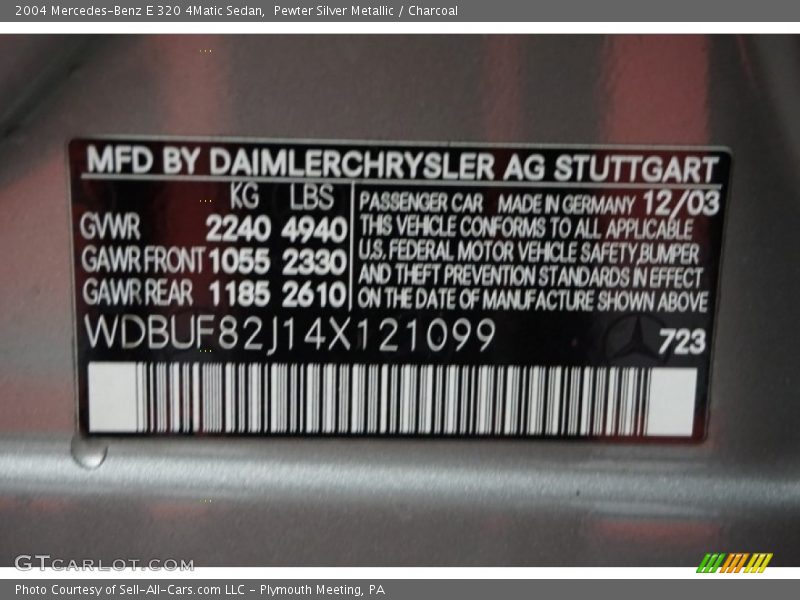 2004 Mercedes-Benz E 320 4Matic Sedan, Pewter Silver Metallic / Charcoal
MFD BY DAIMLERCHRYSLER AG STUTTGART
KG LBS
GVWR 2240 4940
GAWR FRONT 1055 2330
GAWR REAR 1185 2610
PASSENGER CAR MADE IN GERMANY 12/03
THIS VEHICLE CONFORMS TO ALL APPLICABLE
U.S. FEDERAL MOTOR VEHICLE SAFETY,BUMPER
AND THEFT PREVENTION STANDARDS IN EFFECT
ON THE DATE OF MANUFACTURE SHOWN ABOVE
WDBUF82J14X121099 723
GTCARLOT.COM
Photo Courtesy of Sell-All-Cars.com LLC - Plymouth Meeting, PA